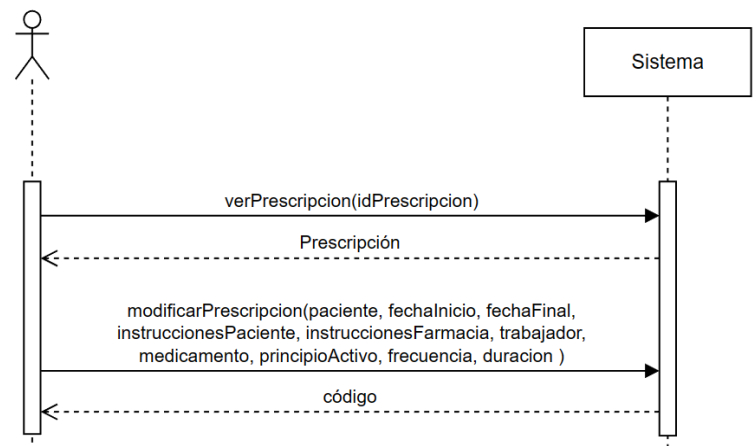 Sistema
verPrescripcion(idPrescripcion)
Prescripción
modificarPrescripcion(paciente, fechaInicio, fechaFinal,
instruccionesPaciente, instruccionesFarmacia, trabajador,
medicamento, principioActivo, frecuencia, duracion )
código